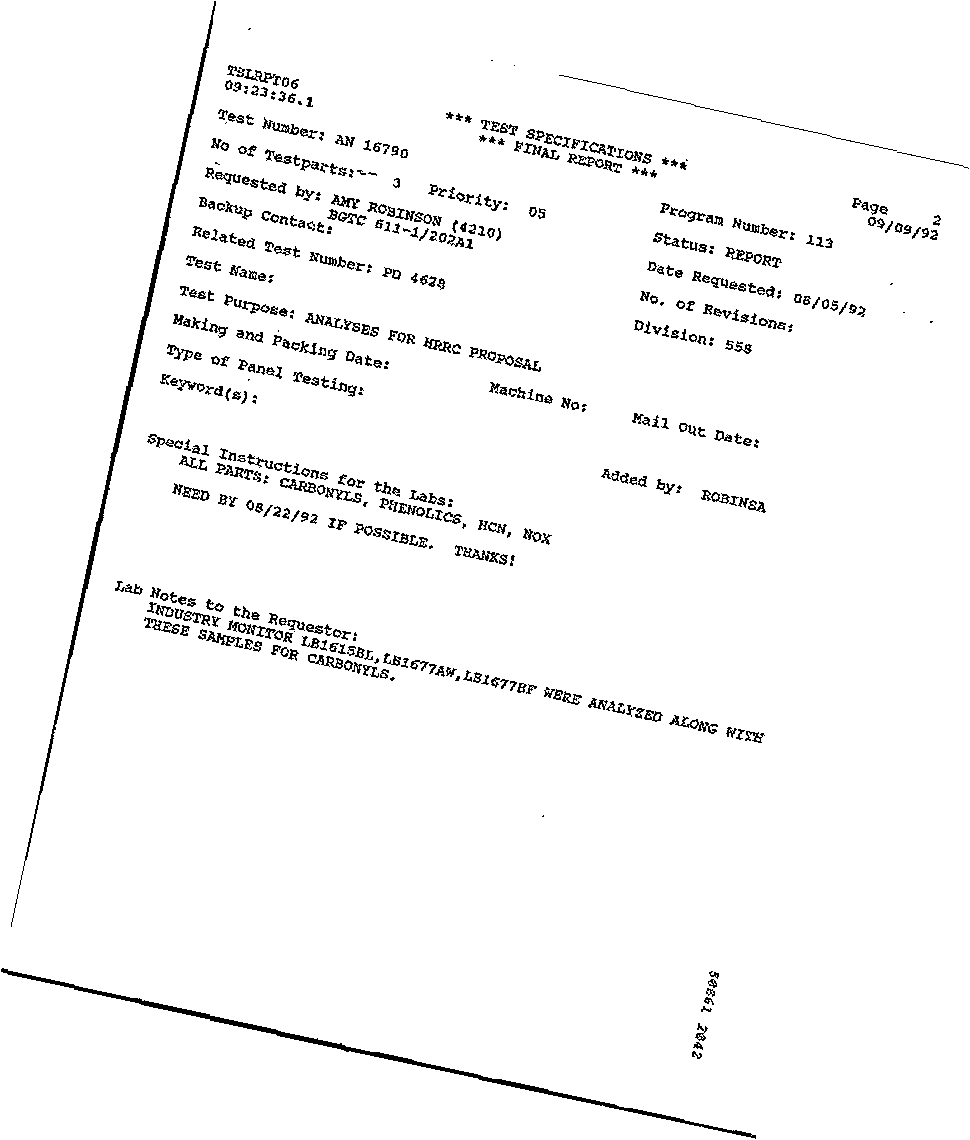 TSLRPT06
09:23:36.1
*** TEST SPECIFICATIONS ***
*** FINAL REPORT ***
Page 2
09/09/92
Test Number: AN 16790
Program Number: 113
No of Testparts:-- 3 Priority: 05
Status: REPORT
Requested by: AMY ROBINSON (4210)
BGTC 611-1/202A1
Date Requested: 08/05/92
Backup Contact:
No. of Revisions:
Related Test Number: PD 4628
Division: 558
Test Name:
Test Purpose: ANALYSES FOR HRRC PROPOSAL
Making and Packing Date:
Machine No:
Mail Out Date:
Type of Panel Testing:
Keyword(s):
Added by: ROBINSA
Special Instructions for the Labs:
ALL PARTS: CARBONYLS, PHENOLICS, HCN, NOX
NEED BY 08/22/92 IF POSSIBLE. THANKS!
Lab Notes to the Requestor:
INDUSTRY MONITOR LB1615BL,LB1677AW,LB1677BF WERE ANALYZED ALONG WITH
THESE SAMPLES FOR CARBONYLS.
50861 2042